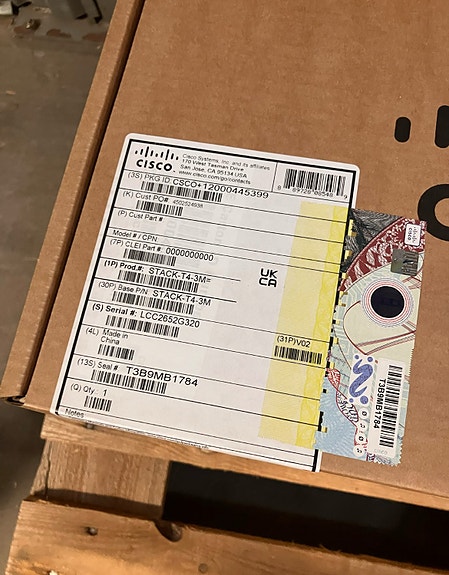 CISCO
Cisco Systems, Inc. and its affiliates
170 West Tasman Drive
San Jose, CA 95134 USA
www.cisco.com/go/contacts
(3S) PKG ID: CSCO+12000445399
(K) Cust PO#: 4502524938
(P) Cust Part #:
Model # / CPN:
(7P) CLEI Part #: 0000000000
(1P) Prod.#: STACK-T4-3M=
(30P) Base P/N: STACK-T4-3M
UK
CA
(S) Serial #: LCC2652G320
(4L) Made in
China
(31P)V02
(13S) Seal # T3B9MB1784
(Q) Qty 1
Notes:
T3B9MB1784